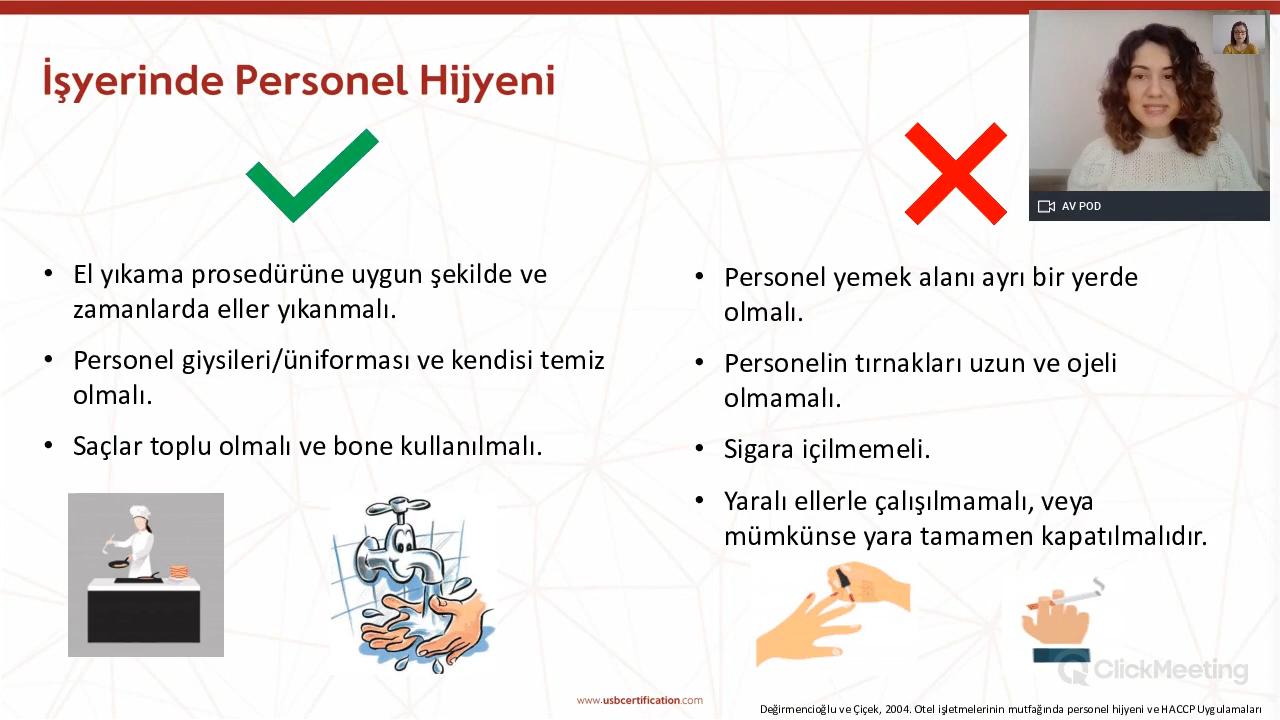 İşyerinde Personel Hijyeni
• El yıkama prosedürüne uygun şekilde ve
zamanlarda eller yıkanmalı.
• Personel giysileri/üniforması ve kendisi temiz
olmalı.
• Saçlar toplu olmalı ve bone kullanılmalı.
• Personel yemek alanı ayrı bir yerde
olmalı.
• Personelin tırnakları uzun ve ojeli
olmamalı.
• Sigara içilmemeli.
• Yaralı ellerle çalışılmamalı, veya
mümkünse yara tamamen kapatılmalıdır.
AV POD
ClickMeeting
www.usbcertification.com
Değirmencioğlu ve Çiçek, 2004. Otel işletmelerinin mutfağında personel hijyeni ve HACCP Uygulamaları